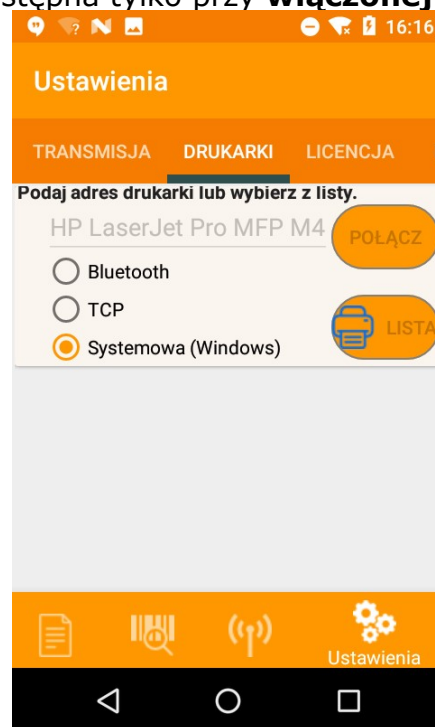 stępna tylko przy włączonej
16:16
Ustawienia
TRANSMISJA DRUKARKI LICENCJA
Podaj adres drukarki lub wybierz z listy.
HP LaserJet Pro MFP M4
POŁĄCZ
Bluetooth
TCP
LISTA
Systemowa (Windows)
Ustawienia